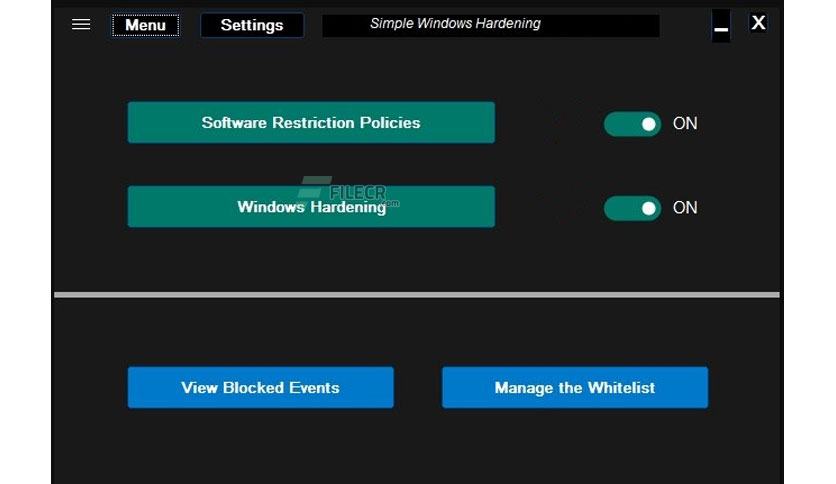 Menu
Settings
Simple Windows Hardening
X
Software Restriction Policies
ON
FILECR
.com
Windows Hardening
ON
View Blocked Events
Manage the Whitelist